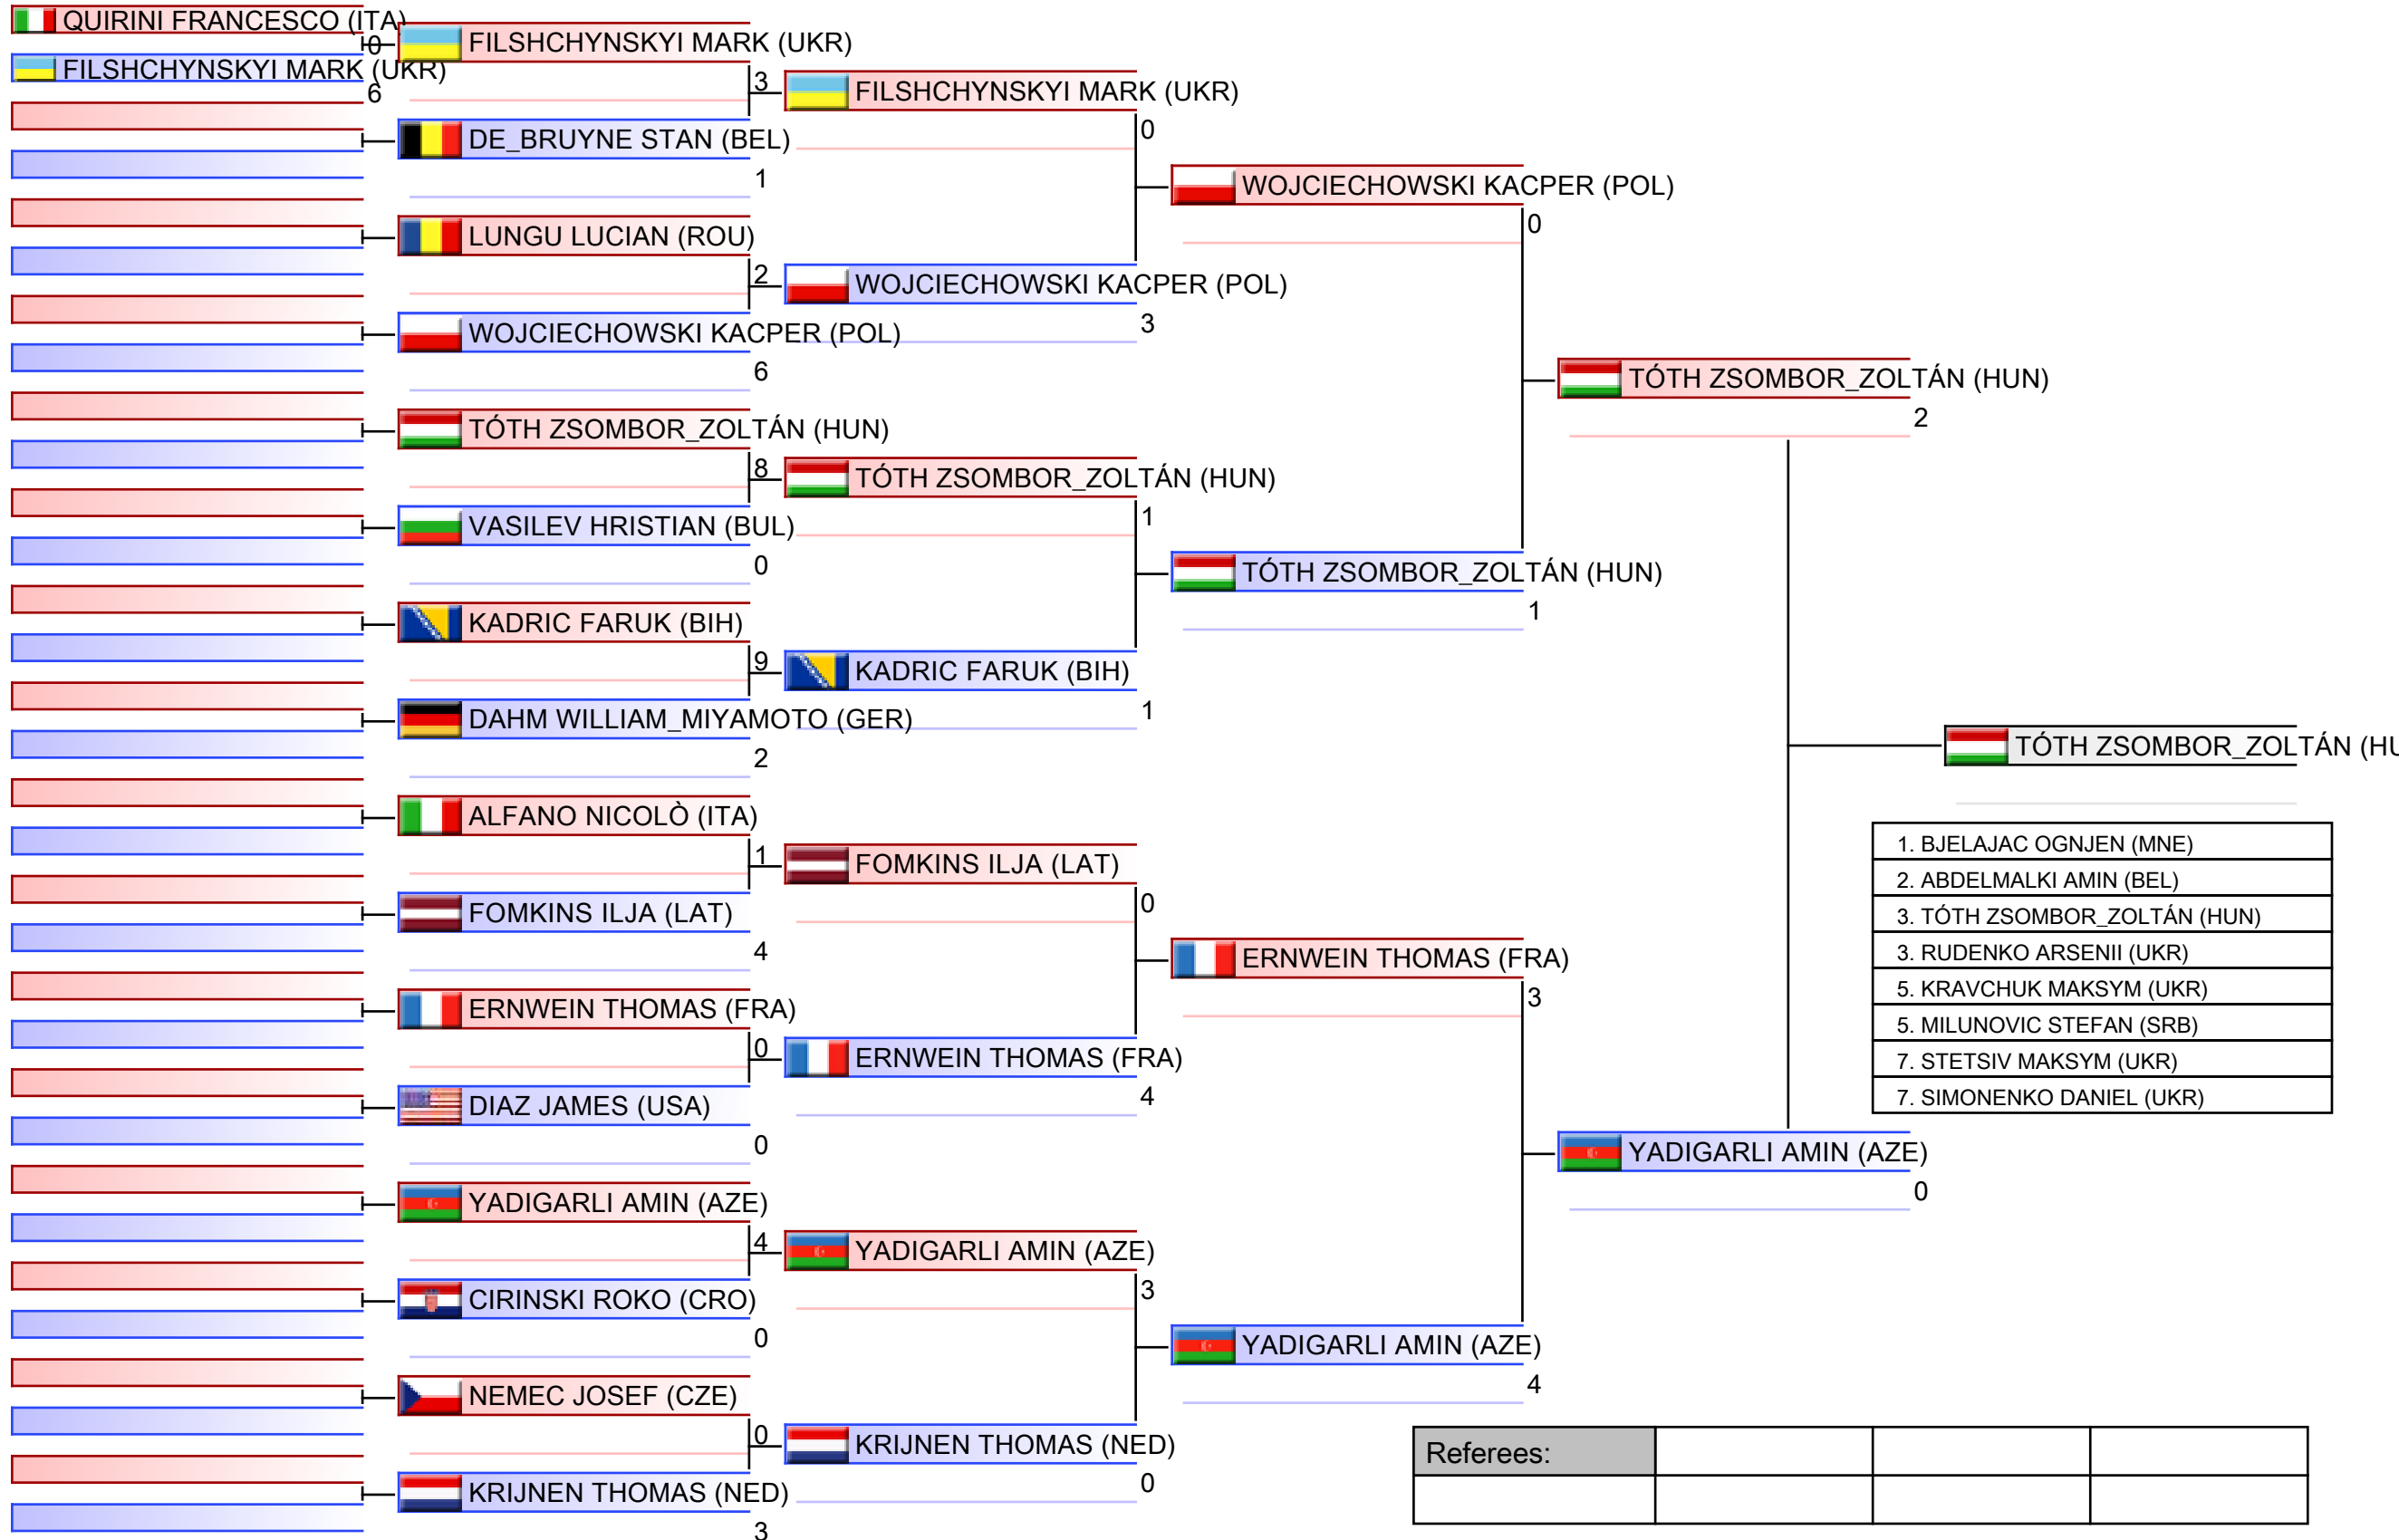 QUIRINI FRANCESCO (ITA)
0
FILSHCHYNSKYI MARK (UKR)
6
FILSHCHYNSKYI MARK (UKR)
3
DE_BRUYNE STAN (BEL)
1
LUNGU LUCIAN (ROU)
2
WOJCIECHOWSKI KACPER (POL)
6
TÓTH ZSOMBOR_ZOLTÁN (HUN)
8
VASILEV HRISTIAN (BUL)
0
KADRIC FARUK (BIH)
9
DAHM WILLIAM_MIYAMOTO (GER)
2
ALFANO NICOLÒ (ITA)
1
FOMKINS ILJA (LAT)
4
ERNWEIN THOMAS (FRA)
0
DIAZ JAMES (USA)
0
YADIGARLI AMIN (AZE)
4
CIRINSKI ROKO (CRO)
0
NEMEC JOSEF (CZE)
0
KRIJNEN THOMAS (NED)
3
FILSHCHYNSKYI MARK (UKR)
0
WOJCIECHOWSKI KACPER (POL)
3
TÓTH ZSOMBOR_ZOLTÁN (HUN)
1
KADRIC FARUK (BIH)
1
FOMKINS ILJA (LAT)
0
ERNWEIN THOMAS (FRA)
4
YADIGARLI AMIN (AZE)
3
KRIJNEN THOMAS (NED)
0
WOJCIECHOWSKI KACPER (POL)
0
TÓTH ZSOMBOR_ZOLTÁN (HUN)
1
ERNWEIN THOMAS (FRA)
3
YADIGARLI AMIN (AZE)
4
TÓTH ZSOMBOR_ZOLTÁN (HUN)
2
YADIGARLI AMIN (AZE)
0
TÓTH ZSOMBOR_ZOLTÁN (HU
1. BJELAJAC OGNJEN (MNE)
2. ABDELMALKI AMIN (BEL)
3. TÓTH ZSOMBOR_ZOLTÁN (HUN)
3. RUDENKO ARSENII (UKR)
5. KRAVCHUK MAKSYM (UKR)
5. MILUNOVIC STEFAN (SRB)
7. STETSIV MAKSYM (UKR)
7. SIMONENKO DANIEL (UKR)
Referees: